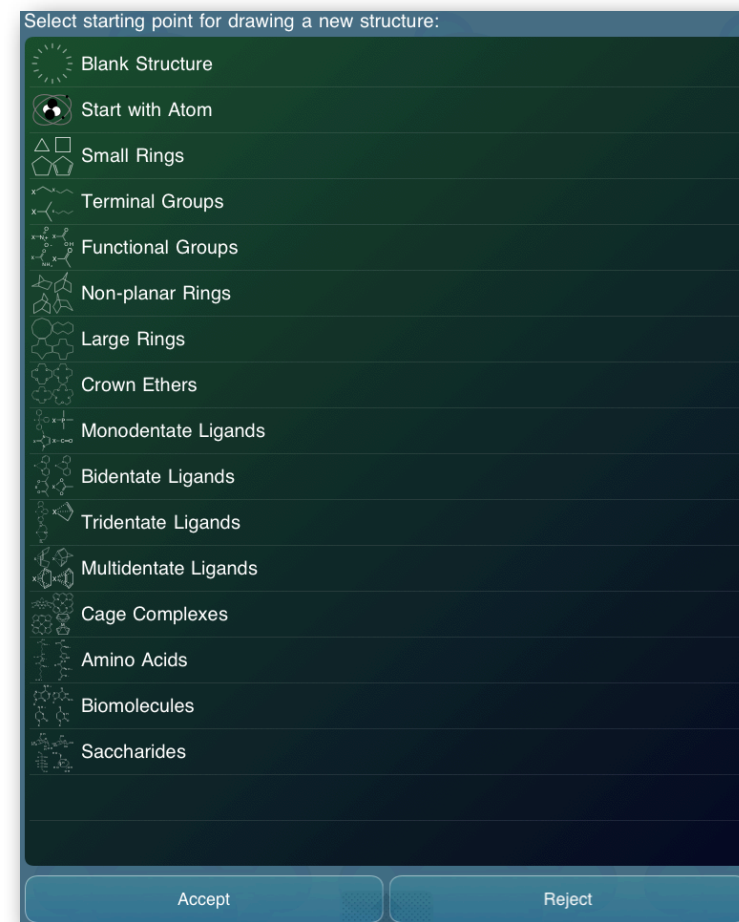 Select starting point for drawing a new structure:
Blank Structure
Start with Atom
Small Rings
Terminal Groups
Functional Groups
Non-planar Rings
Large Rings
Crown Ethers
Monodentate Ligands
Bidentate Ligands
Tridentate Ligands
Multidentate Ligands
Cage Complexes
Amino Acids
Biomolecules
Saccharides
Accept
Reject